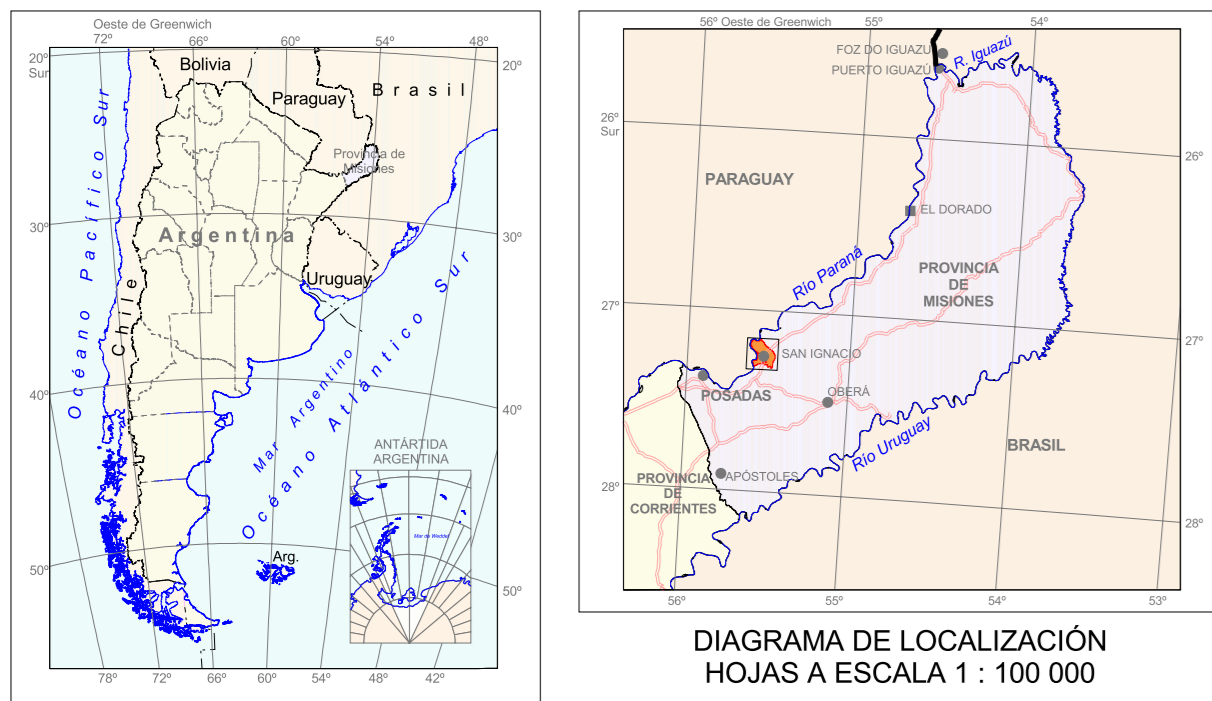 Oeste de Greenwich
72º
66º
60º
54º
48º
20º
Sur
20º
Bolivia
Paraguay
Brasil
Provincia de
Misiones
30º
30º
Argentina
Uruguay
Chile
Océano Pacífico Sur
40º
40º
Mar Argentino
Océano Atlántico Sur
ANTÁRTIDA
ARGENTINA
Mar de Weddel
Arg.
50º
50º
78º
72º
66º
60º
54º
48º
42º
56º Oeste de Greenwich
55º
54º
FOZ DO IGUAZU
PUERTO IGUAZÚ
R. Iguazú
26º
Sur
26º
PARAGUAY
EL DORADO
Río Paraná
PROVINCIA
DE
MISIONES
27º
27º
SAN IGNACIO
POSADAS
OBERÁ
Río Uruguay
BRASIL
APÓSTOLES
PROVINCIA
DE
CORRIENTES
28º
28º
56º
55º
54º
53º
DIAGRAMA DE LOCALIZACIÓN
HOJAS A ESCALA 1 : 100 000